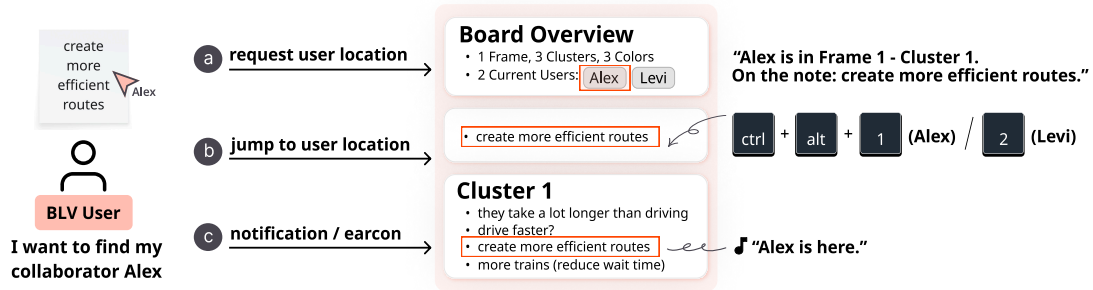 create
more
efficient
routes
Alex
BLV User
I want to find my
collaborator Alex
a request user location
b jump to user location
c notification / earcon
Board Overview
• 1 Frame, 3 Clusters, 3 Colors
• 2 Current Users: Alex Levi
• create more efficient routes
Cluster 1
• they take a lot longer than driving
• drive faster?
• create more efficient routes
• more trains (reduce wait time)
“Alex is in Frame 1 - Cluster 1.
On the note: create more efficient routes.”
ctrl + alt + 1 (Alex) / 2 (Levi)
“Alex is here.”